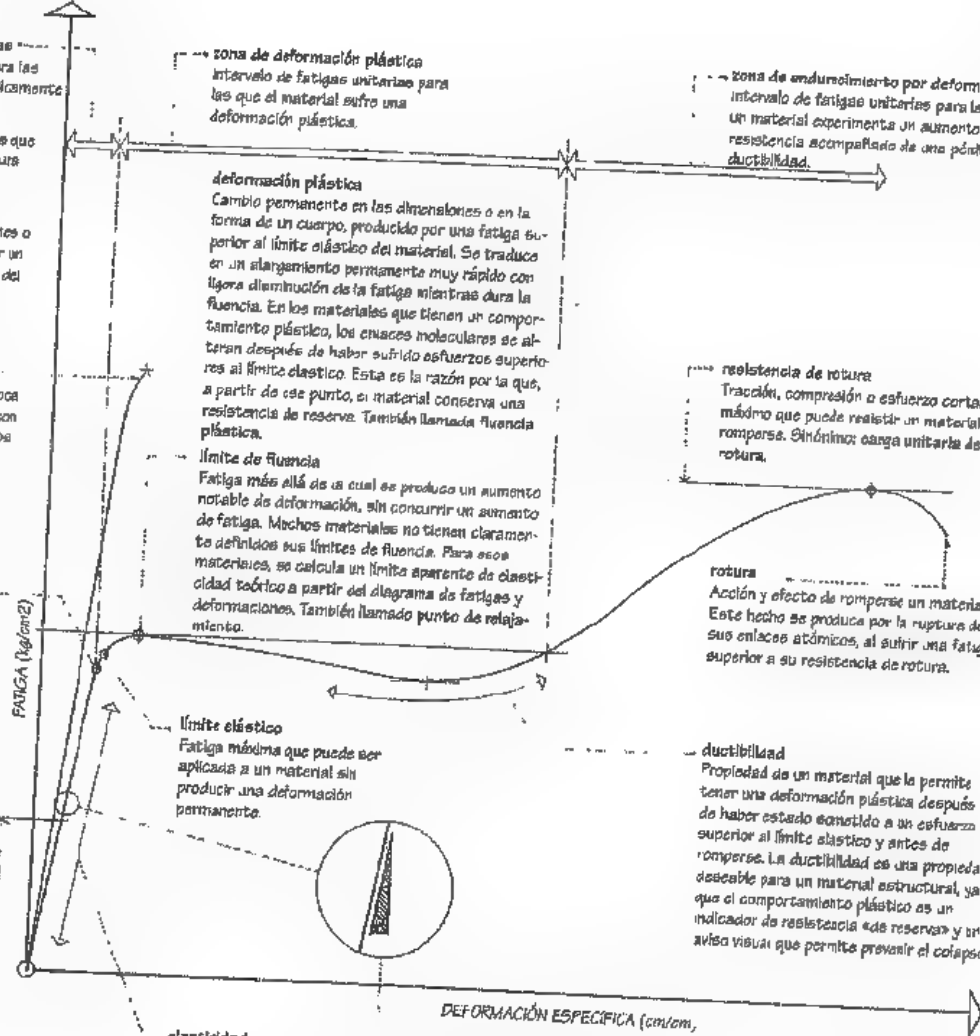 zona de deformación plástica
Intervalo de fatigas unitarias para
las que el material sufre una
deformación plástica.
zona de endurecimiento por deform
Intervalo de fatigas unitarias para la
un material experimenta un aumento
resistencia acompañado de una pérd
ductibilidad.
ra las
icamente
s que
ura
es o
r un
del
oca
son
deformación plástica
Cambio permanente en las dimensiones o en la
forma de un cuerpo, producido por una fatiga su-
perior al límite elástico del material. Se traduce
en un alargamiento permanente muy rápido con
ligera disminución de la fatiga mientras dura la
fluencia. En los materiales que tienen un compor-
tamiento plástico, los enlaces moleculares se al-
teran después de haber sufrido esfuerzos superio-
res al límite elastico. Esta es la razón por la que,
a partir de ese punto, el material conserva una
resistencia de reserva. También llamada fluencia
plástica.
límite de fluencia
Fatiga más allá de la cual se produce un aumento
notable de deformación, sin concurrir un aumento
de fatiga. Muchos materiales no tienen claramen-
te definidos sus límites de fluencia. Para esos
materiales, se calcula un límite aparente de elasti-
cidad teórico a partir del diagrama de fatigas y
deformaciones. También llamado punto de relaja-
miento.
resistencia de rotura
Tracción, compresión o esfuerzo corta
máximo que puede resistir un material
romperse. Sinónimo: carga unitaria de
rotura.
rotura
Acción y efecto de romperse un materia
Este hecho se produce por la ruptura de
sus enlaces atómicos, al sufrir una fatig
superior a su resistencia de rotura.
FATIGA (kg/cm2)
límite elástico
Fatiga máxima que puede ser
aplicada a un material sin
producir una deformación
permanente.
ductibilidad
Propiedad de un material que le permite
tener una deformación plástica después
de haber estado sometido a un esfuerzo
superior al límite elástico y antes de
romperse. La ductibilidad es una propieda
deseable para un material estructural, ya
que el comportamiento plástico es un
indicador de resistencia «de reserva» y un
aviso visual que permite prevenir el colapso
DEFORMACIÓN ESPECÍFICA (cm/cm,
elasticidad